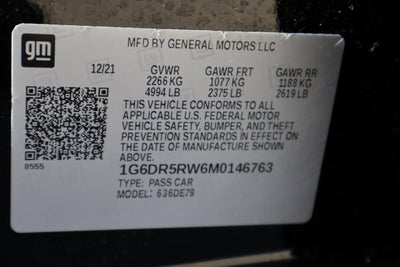 gm
MFD BY GENERAL MOTORS LLC
12/21 GVWR GAWR FRT GAWR RR
2266 KG 1077 KG 1188 KG
4994 LB 2375 LB 2619 LB
THIS VEHICLE CONFORMS TO ALL
APPLICABLE U.S. FEDERAL MOTOR
VEHICLE SAFETY, BUMPER, AND THEFT
PREVENTION STANDARDS IN EFFECT ON
THE DATE OF MANUFACTURE SHOWN ABOVE.
8555
1G6DR5RW6M0146763
TYPE: PASS CAR
MODEL: 636DE79